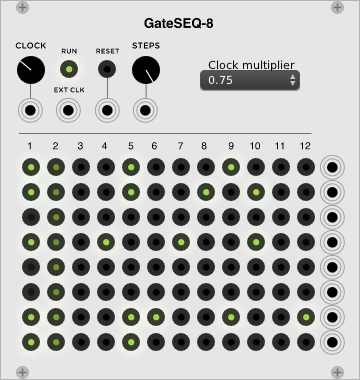 GateSEQ-8
CLOCK RUN RESET STEPS
EXT CLK
Clock multiplier
0.75
1 2 3 4 5 6 7 8 9 10 11 12